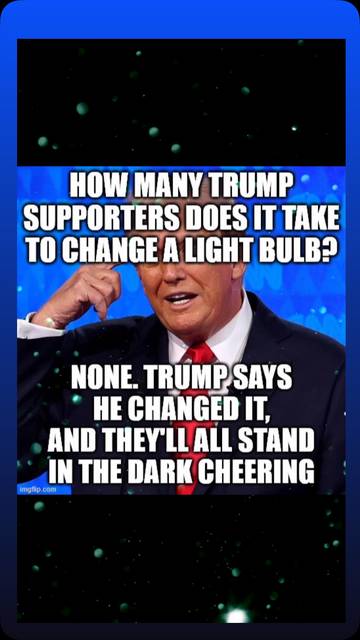 HOW MANY TRUMP
SUPPORTERS DOES IT TAKE
TO CHANGE A LIGHT BULB?
NONE. TRUMP SAYS
HE CHANGED IT,
AND THEY'LL ALL STAND
IN THE DARK CHEERING
imgflip.com